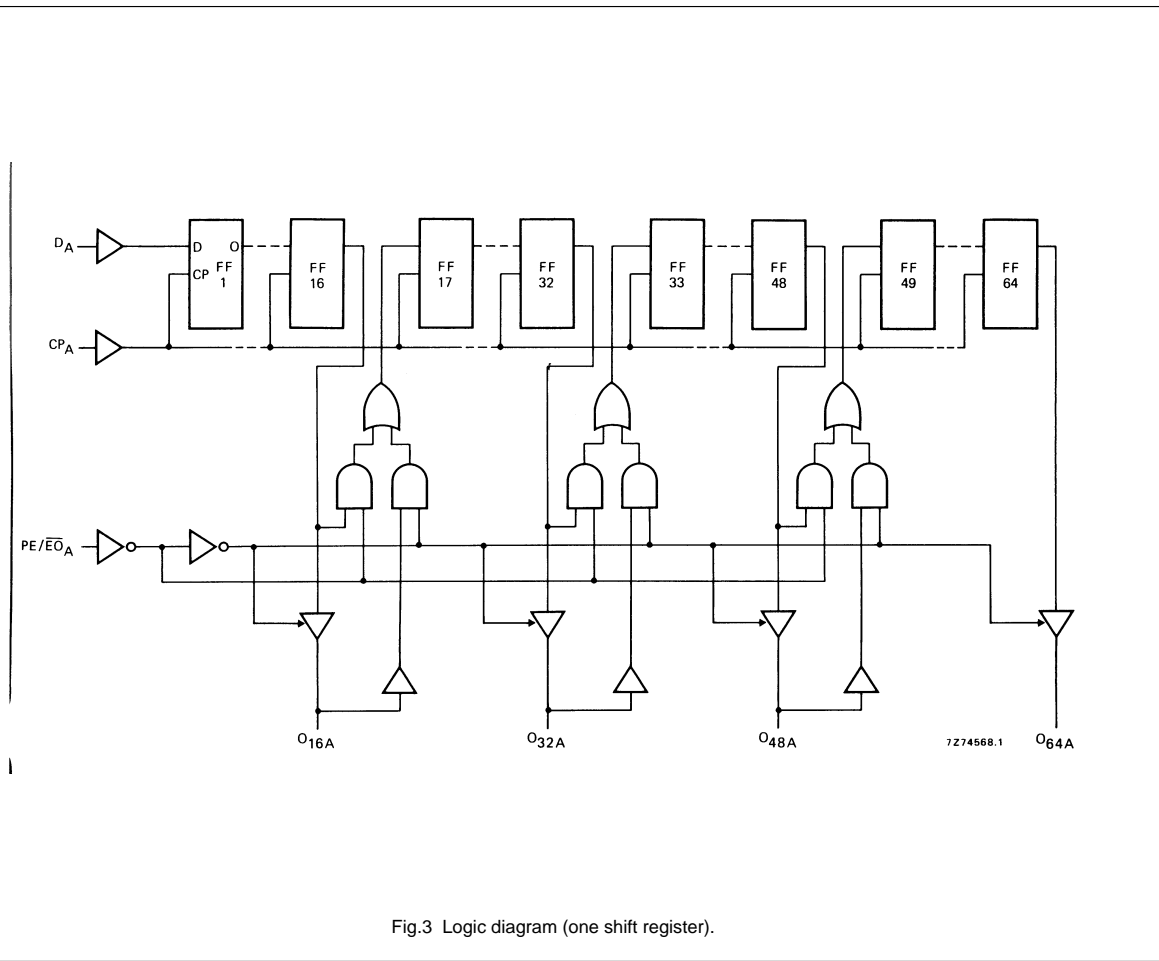 DA
D O
CP FF
1
FF
16
FF
17
FF
32
FF
33
FF
48
FF
49
FF
64
CPA
PE/E̅O̅A
O16A
O32A
O48A
7Z74568.1
O64A
Fig.3 Logic diagram (one shift register).